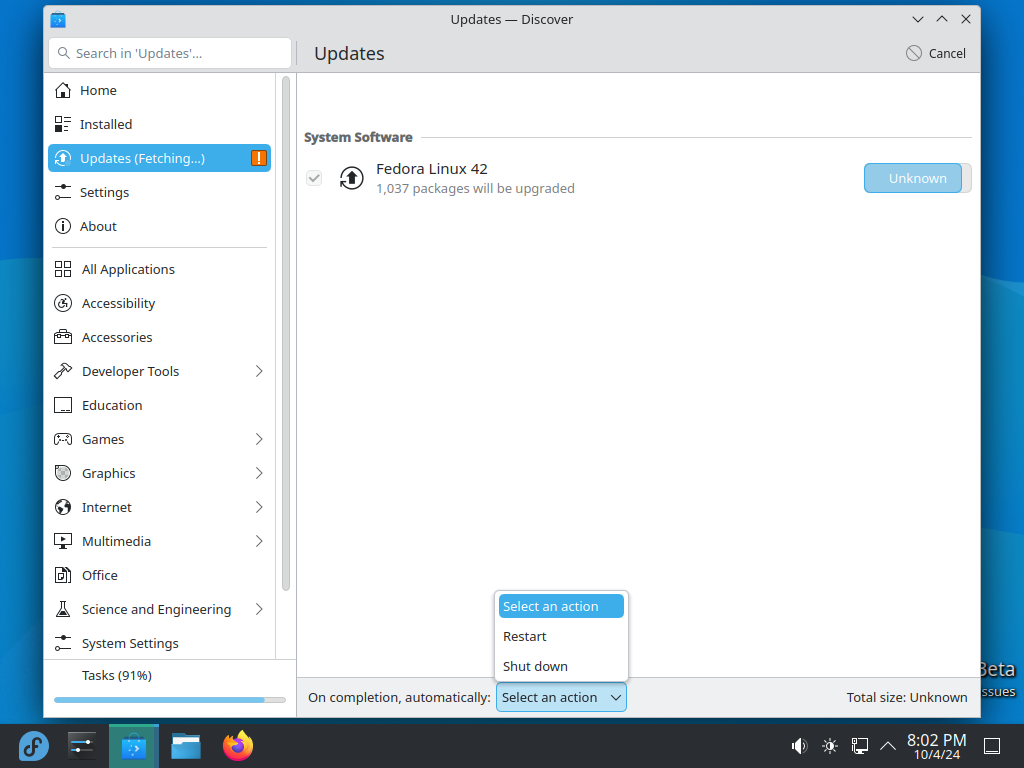 Updates — Discover
Search in 'Updates'...
Updates
Cancel
Home
Installed
Updates (Fetching...)
Settings
About
All Applications
Accessibility
Accessories
Developer Tools
Education
Games
Graphics
Internet
Multimedia
Office
Science and Engineering
System Settings
Tasks (91%)
System Software
Fedora Linux 42
1,037 packages will be upgraded
Unknown
Select an action
Restart
Shut down
On completion, automatically: Select an action
Total size: Unknown
Beta
ssues
8:02 PM
10/4/24